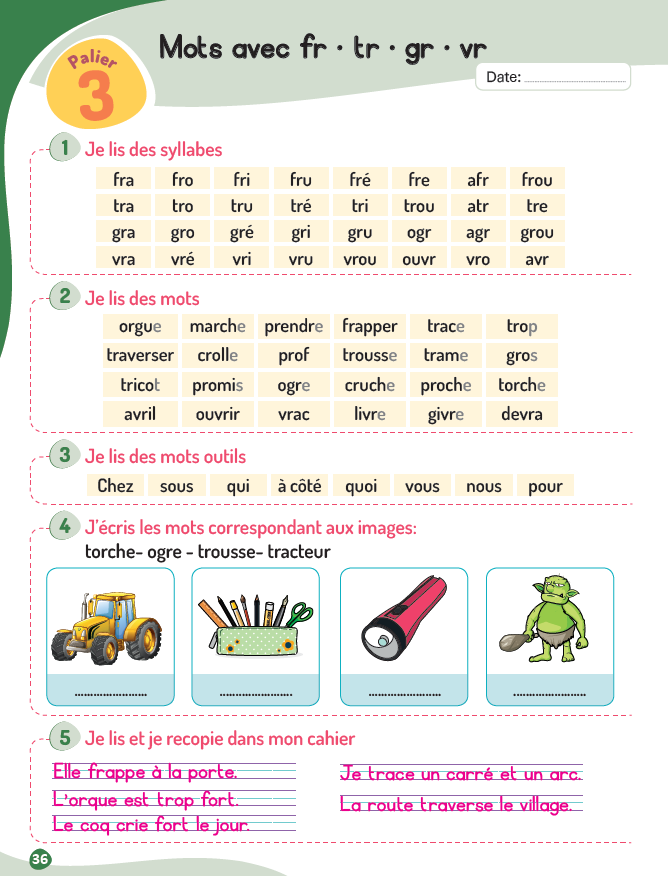 Mots avec fr · tr · gr · vr
Palier
3
Date: ..............................
1 Je lis des syllabes
fra fro fri fru fré fre afr frou
tra tro tru tré tri trou atr tre
gra gro gré gri gru ogr agr grou
vra vré vri vru vrou ouvr vro avr
2 Je lis des mots
orgue marche prendre frapper trace trop
traverser crolle prof trousse trame gros
tricot promis ogre cruche proche torche
avril ouvrir vrac livre givre devra
3 Je lis des mots outils
Chez sous qui à côté quoi vous nous pour
4 J'écris les mots correspondant aux images:
torche- ogre - trousse- tracteur
....................... ....................... ....................... .......................
5 Je lis et je recopie dans mon cahier
Elle frappe à la porte.
L'orque est trop fort.
Le coq crie fort le jour.
Je trace un carré et un arc.
La route traverse le village.
36